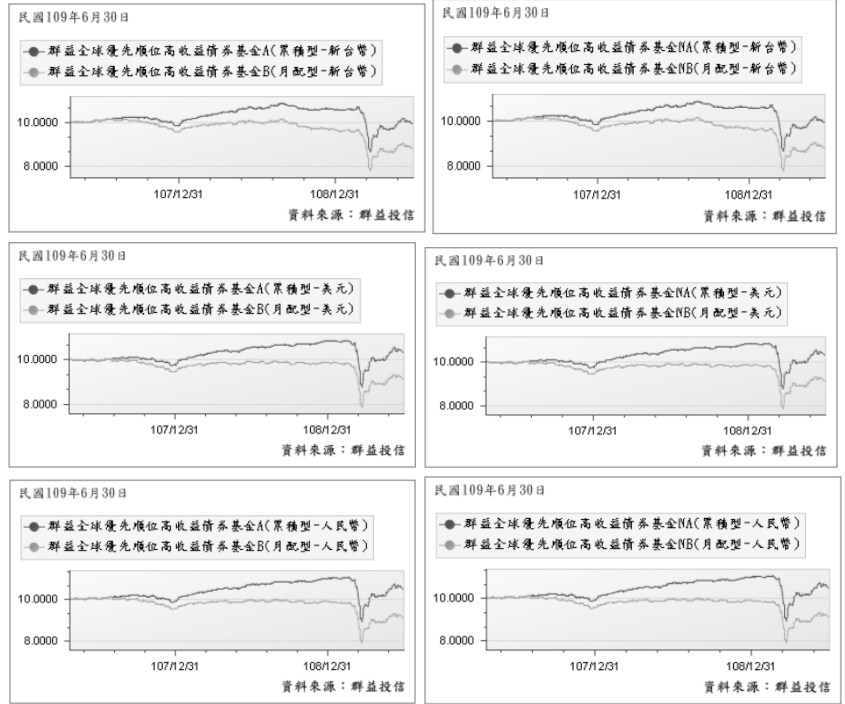 民國109年6月30日
群益全球優先順位高收益債券基金A(累積型-新台幣)
群益全球優先順位高收益債券基金B(月配型-新台幣)
10.0000
8.0000
107/12/31
108/12/31
資料來源：群益投信
民國109年6月30日
群益全球優先順位高收益債券基金NA(累積型-新台幣)
群益全球優先順位高收益債券基金NB(月配型-新台幣)
10.0000
8.0000
107/12/31
108/12/31
資料來源：群益投信
民國109年6月30日
群益全球優先順位高收益債券基金A(累積型-美元)
群益全球優先順位高收益債券基金B(月配型-美元)
10.0000
8.0000
107/12/31
108/12/31
資料來源：群益投信
民國109年6月30日
群益全球優先順位高收益債券基金NA(累積型-美元)
群益全球優先順位高收益債券基金NB(月配型-美元)
10.0000
8.0000
107/12/31
108/12/31
資料來源：群益投信
民國109年6月30日
群益全球優先順位高收益債券基金A(累積型-人民幣)
群益全球優先順位高收益債券基金B(月配型-人民幣)
10.0000
8.0000
107/12/31
108/12/31
資料來源：群益投信
民國109年6月30日
群益全球優先順位高收益債券基金NA(累積型-人民幣)
群益全球優先順位高收益債券基金NB(月配型-人民幣)
10.0000
8.0000
107/12/31
108/12/31
資料來源：群益投信